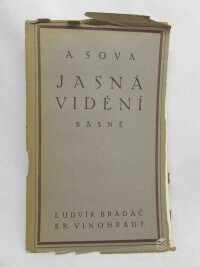 A. SOVA
JASNÁ
VIDĚNÍ
BÁSNĚ
LUDVÍK BRADÁČ
KR. VINOHRADY